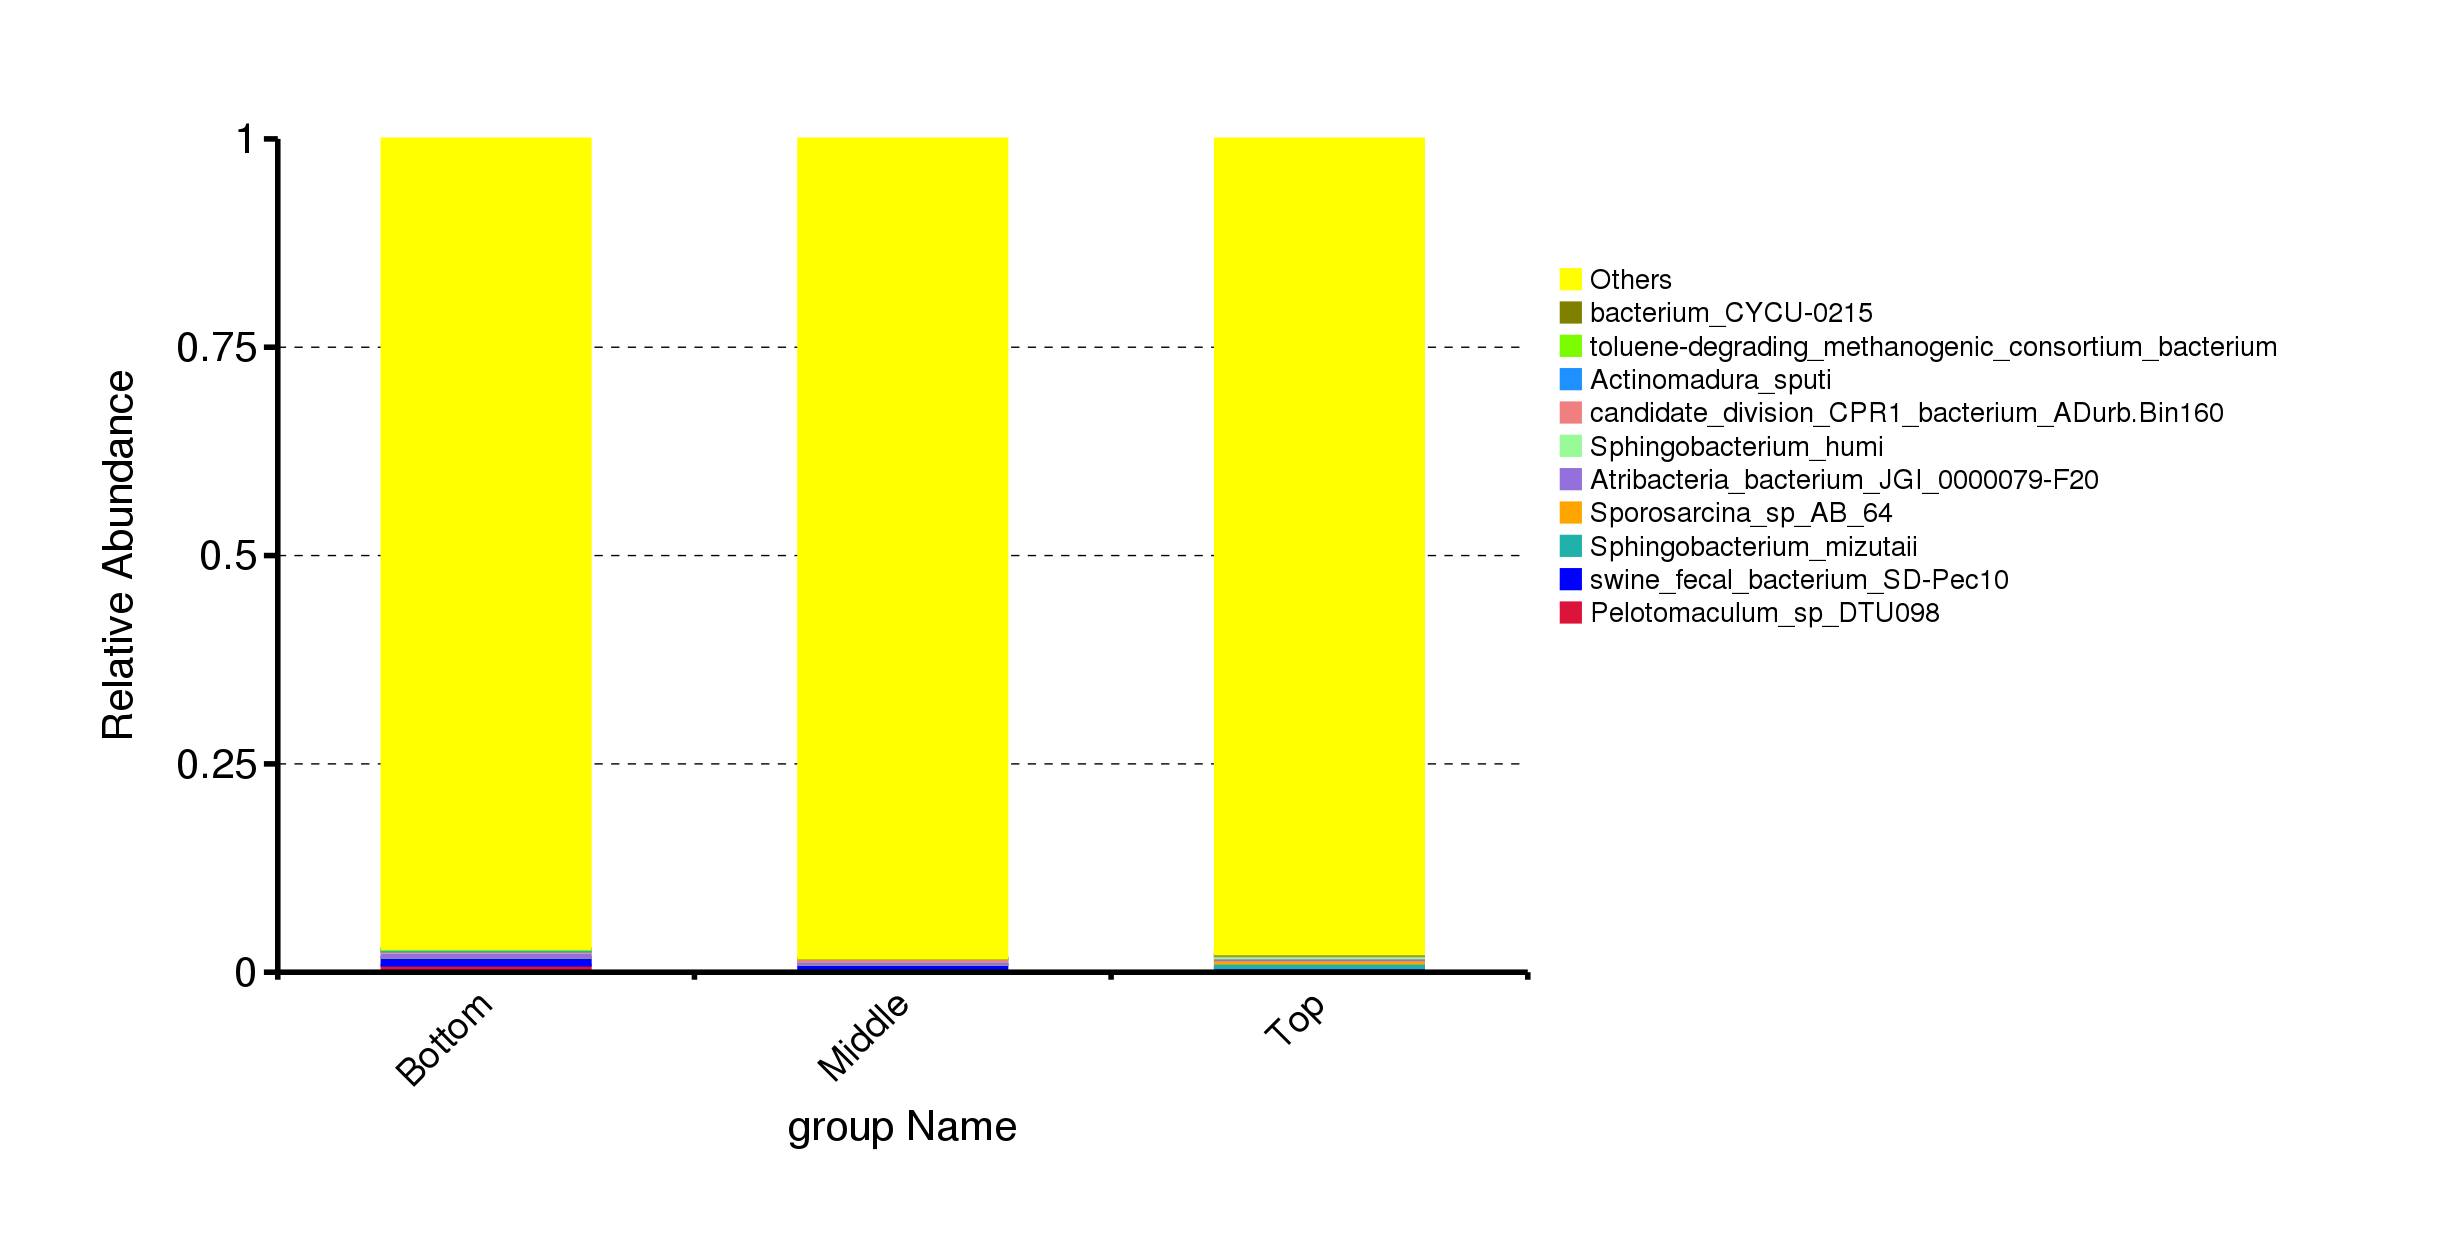 1
0.75
0.5
0.25
0
Relative Abundance
Bottom
Middle
Top
group Name
Others
bacterium_CYCU-0215
toluene-degrading_methanogenic_consortium_bacterium
Actinomadura_sputi
candidate_division_CPR1_bacterium_ADurb.Bin160
Sphingobacterium_humi
Atribacteria_bacterium_JGI_0000079-F20
Sporosarcina_sp_AB_64
Sphingobacterium_mizutaii
swine_fecal_bacterium_SD-Pec10
Pelotomaculum_sp_DTU098